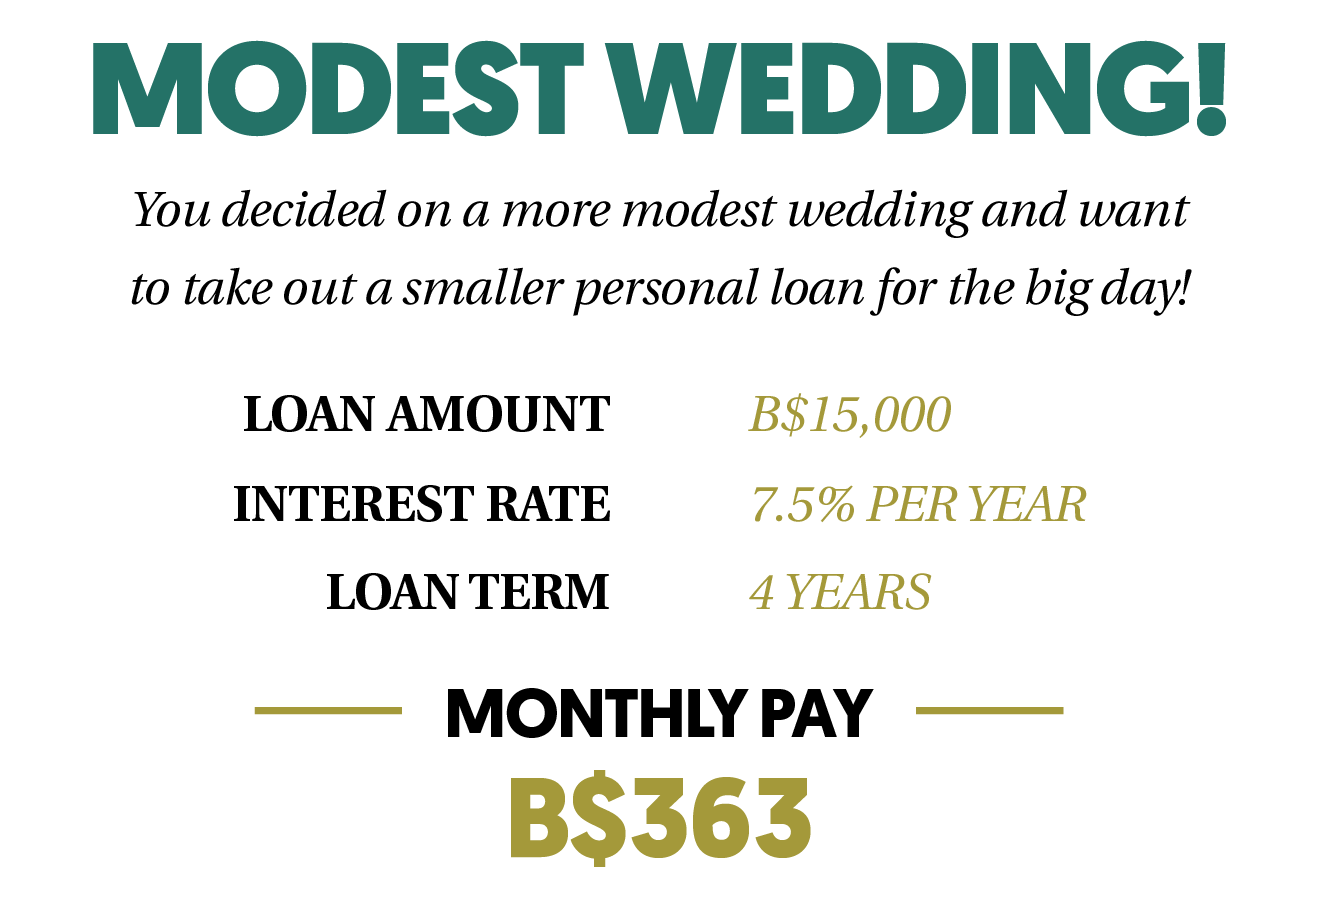 MODEST WEDDING!
You decided on a more modest wedding and want
to take out a smaller personal loan for the big day!
LOAN AMOUNT B$15,000
INTEREST RATE 7.5% PER YEAR
LOAN TERM 4 YEARS
MONTHLY PAY
B$363